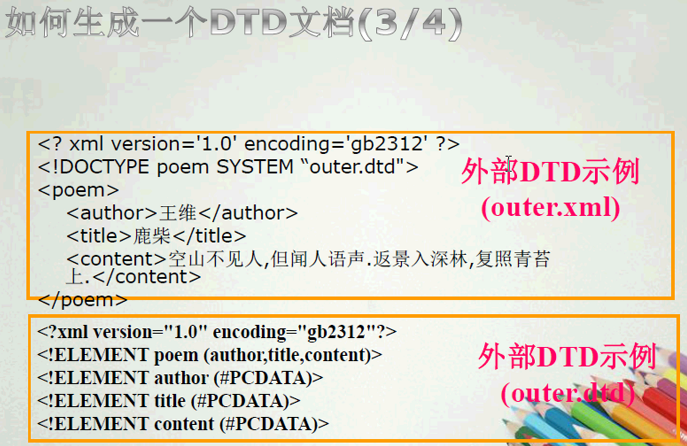 如何生成一个DTD文档(3/4)
<? xml version='1.0' encoding='gb2312' ?>
<!DOCTYPE poem SYSTEM “outer.dtd">
<poem>
<author>王维</author>
<title>鹿柴</title>
<content>空山不见人,但闻人语声.返景入深林,复照青苔
上.</content>
</poem>
外部DTD示例
(outer.xml)
<?xml version="1.0" encoding="gb2312"?>
<!ELEMENT poem (author,title,content)>
<!ELEMENT author (#PCDATA)>
<!ELEMENT title (#PCDATA)>
<!ELEMENT content (#PCDATA)>
外部DTD示例
(outer.dtd)